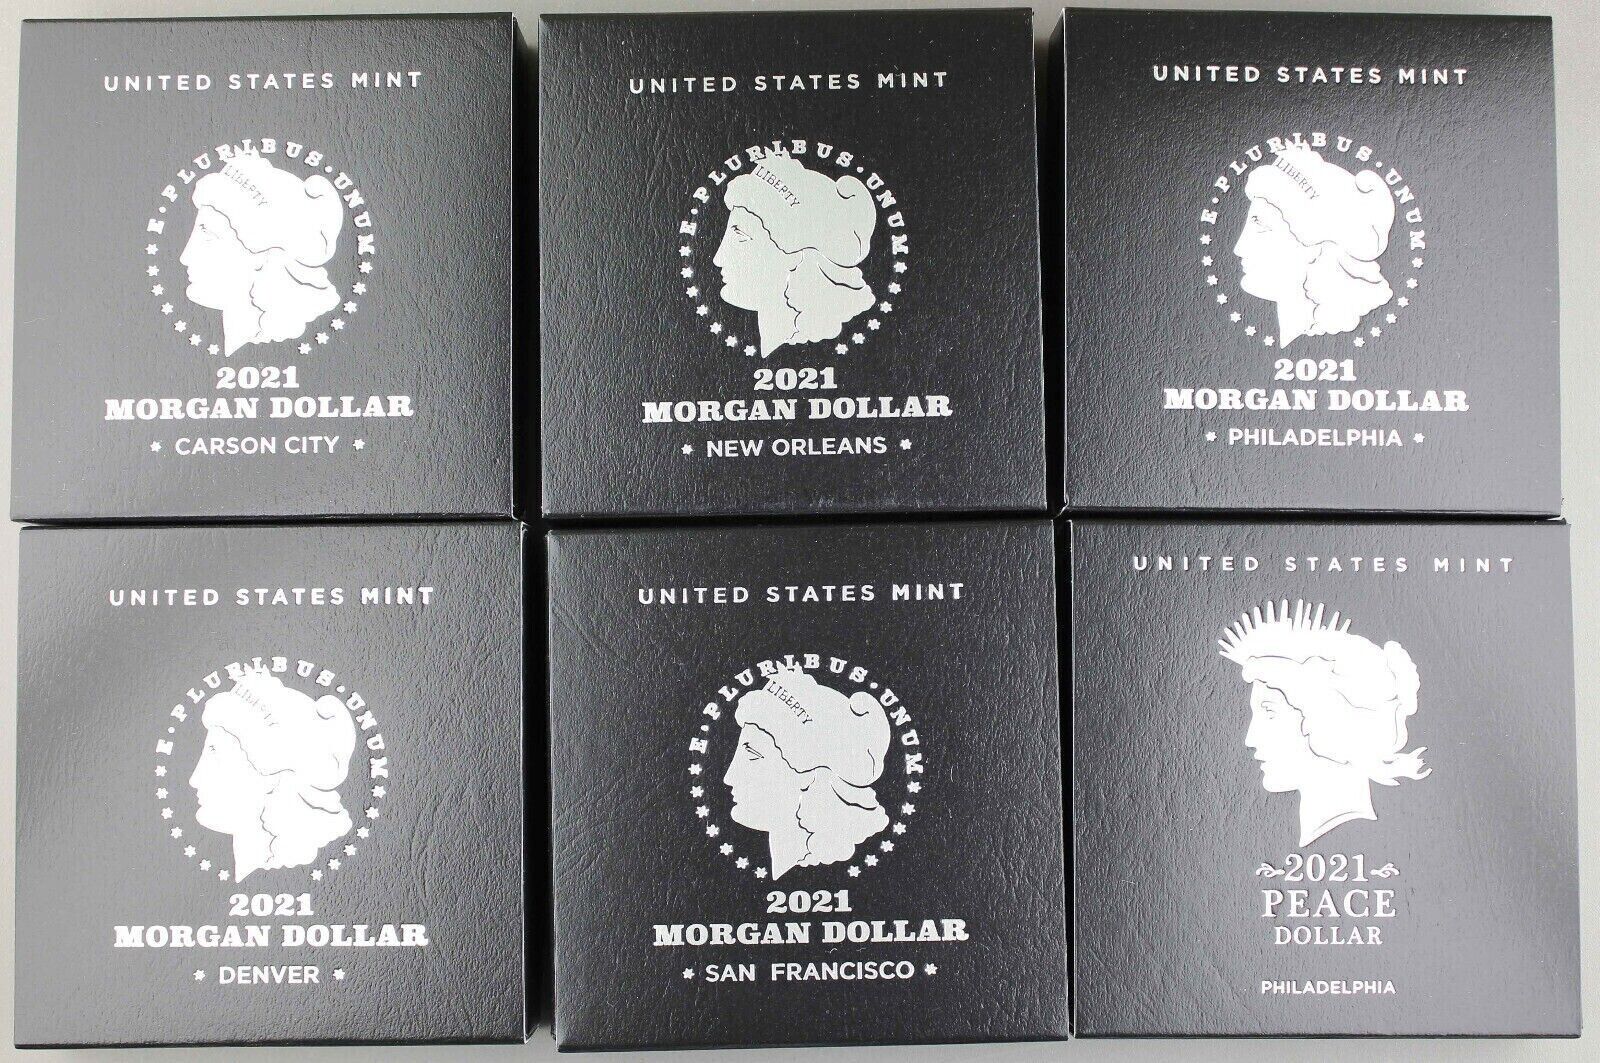 UNITED STATES MINT
E · PLURIBUS · UNUM
LIBERTY
2021
MORGAN DOLLAR
* CARSON CITY *
UNITED STATES MINT
E · PLURIBUS · UNUM
LIBERTY
2021
MORGAN DOLLAR
* NEW ORLEANS *
UNITED STATES MINT
E · PLURIBUS · UNUM
LIBERTY
2021
MORGAN DOLLAR
* PHILADELPHIA *
UNITED STATES MINT
E · PLURIBUS · UNUM
LIBERTY
2021
MORGAN DOLLAR
* DENVER *
UNITED STATES MINT
E · PLURIBUS · UNUM
LIBERTY
2021
MORGAN DOLLAR
* SAN FRANCISCO *
UNITED STATES MINT
2021
PEACE
DOLLAR
PHILADELPHIA